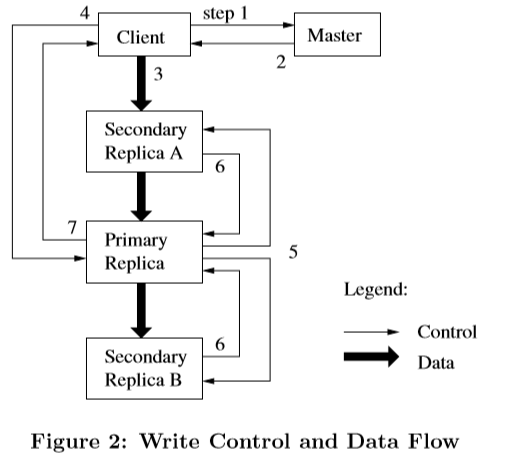 4
step 1
Client
Master
2
3
Secondary
Replica A
6
7
Primary
Replica
5
Legend:
Control
Data
6
Secondary
Replica B
Figure 2: Write Control and Data Flow